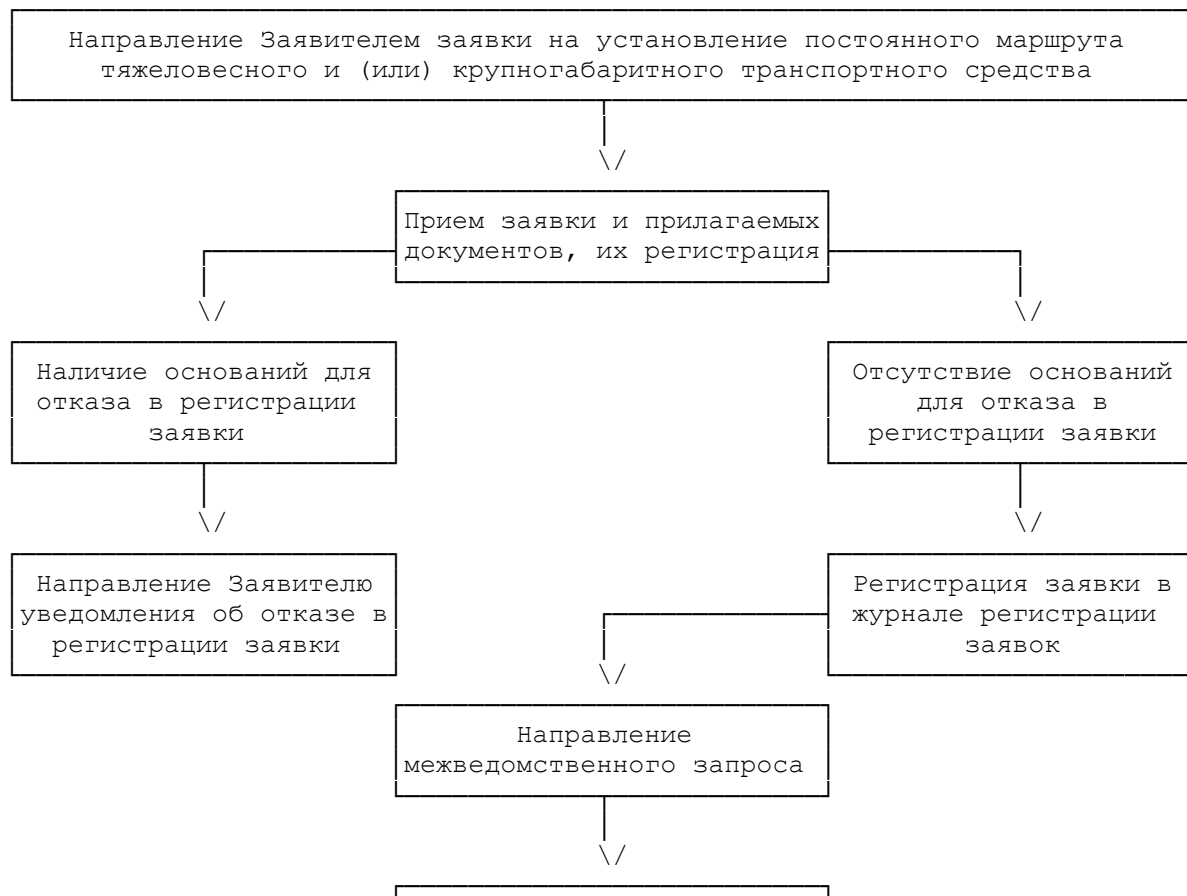 Направление Заявителем заявки на установление постоянного маршрута
тяжеловесного и (или) крупногабаритного транспортного средства
Прием заявки и прилагаемых
документов, их регистрация
Наличие оснований для
отказа в регистрации
заявки
Отсутствие оснований
для отказа в
регистрации заявки
Направление Заявителю
уведомления об отказе в
регистрации заявки
Регистрация заявки в
журнале регистрации
заявок
Направление
межведомственного запроса